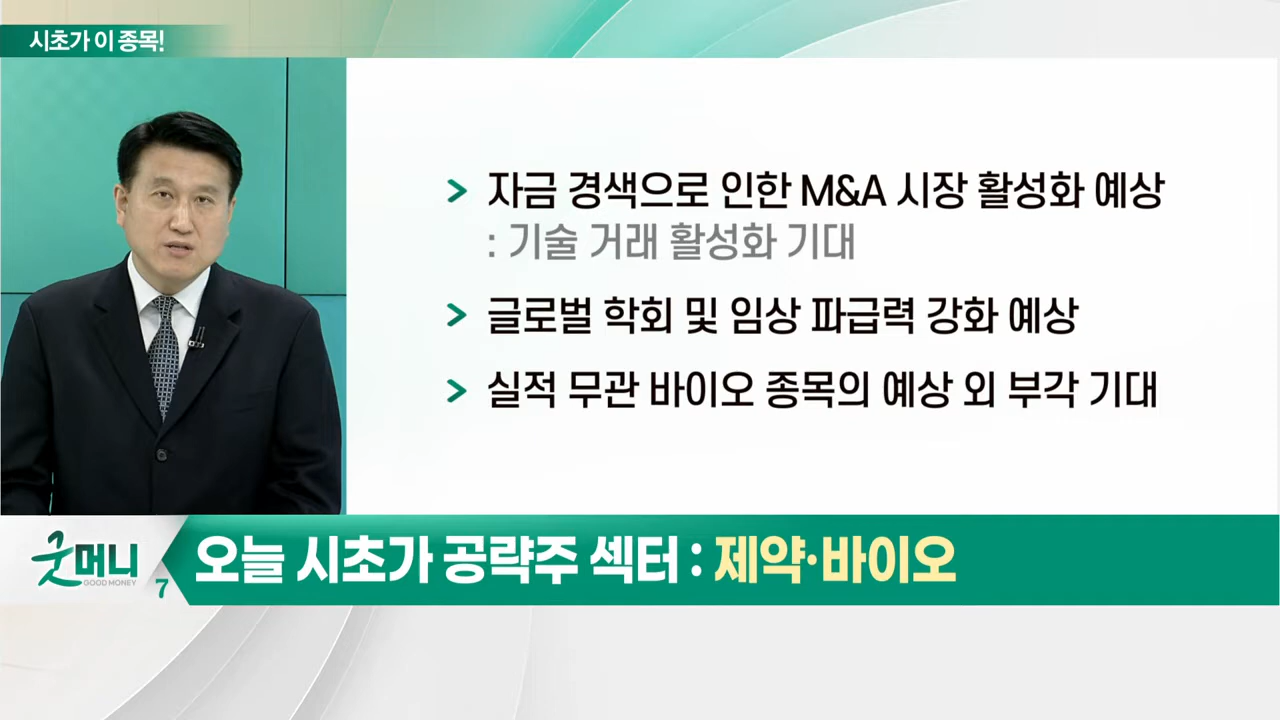 시초가 이 종목!
> 자금 경색으로 인한 M&A 시장 활성화 예상
: 기술 거래 활성화 기대
> 글로벌 학회 및 임상 파급력 강화 예상
> 실적 무관 바이오 종목의 예상 외 부각 기대
굿머니
GOOD MONEY
7
오늘 시초가 공략주 섹터 : 제약·바이오